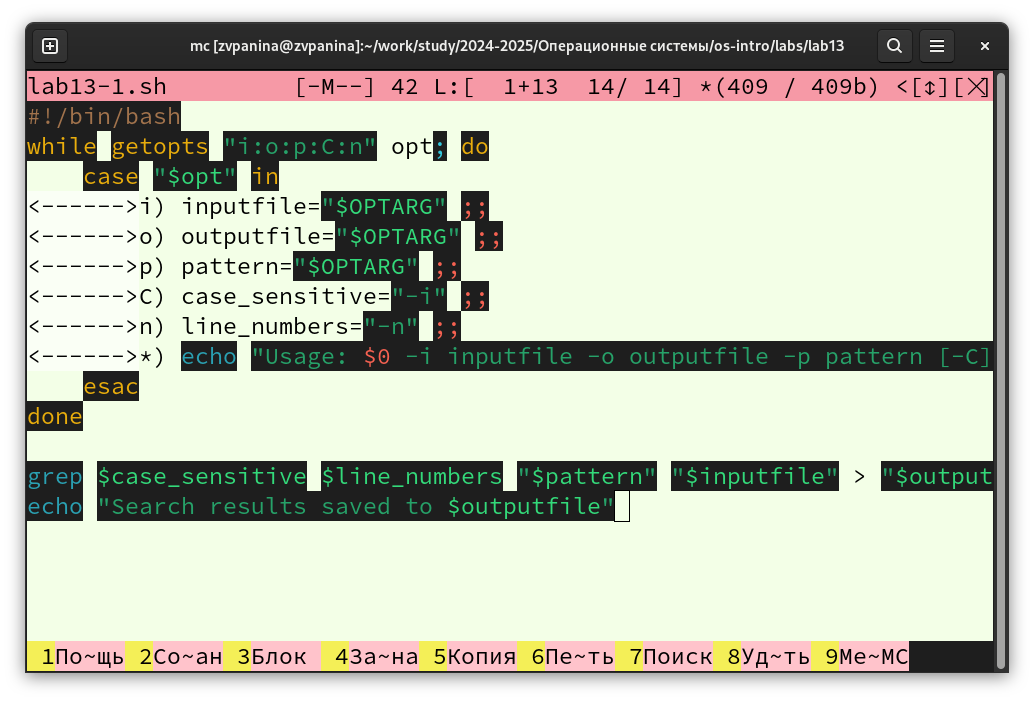 mc [zvpanina@zvpanina]:~/work/study/2024-2025/Операционные системы/os-intro/labs/lab13
lab13-1.sh [-M--] 42 L:[ 1+13 14/ 14] *(409 / 409b) <[↕][X]
#!/bin/bash
while getopts "i:o:p:C:n" opt; do
case "$opt" in
<------>i) inputfile="$OPTARG" ;;
<------>o) outputfile="$OPTARG" ;;
<------>p) pattern="$OPTARG" ;;
<------>C) case_sensitive="-i" ;;
<------>n) line_numbers="-n" ;;
<------>*) echo "Usage: $0 -i inputfile -o outputfile -p pattern [-C]
esac
done
grep $case_sensitive $line_numbers "$pattern" "$inputfile" > "$output
echo "Search results saved to $outputfile"
1По~щь 2Со~ан 3Блок 4За~на 5Копия 6Пе~ть 7Поиск 8Уд~ть 9Ме~МС